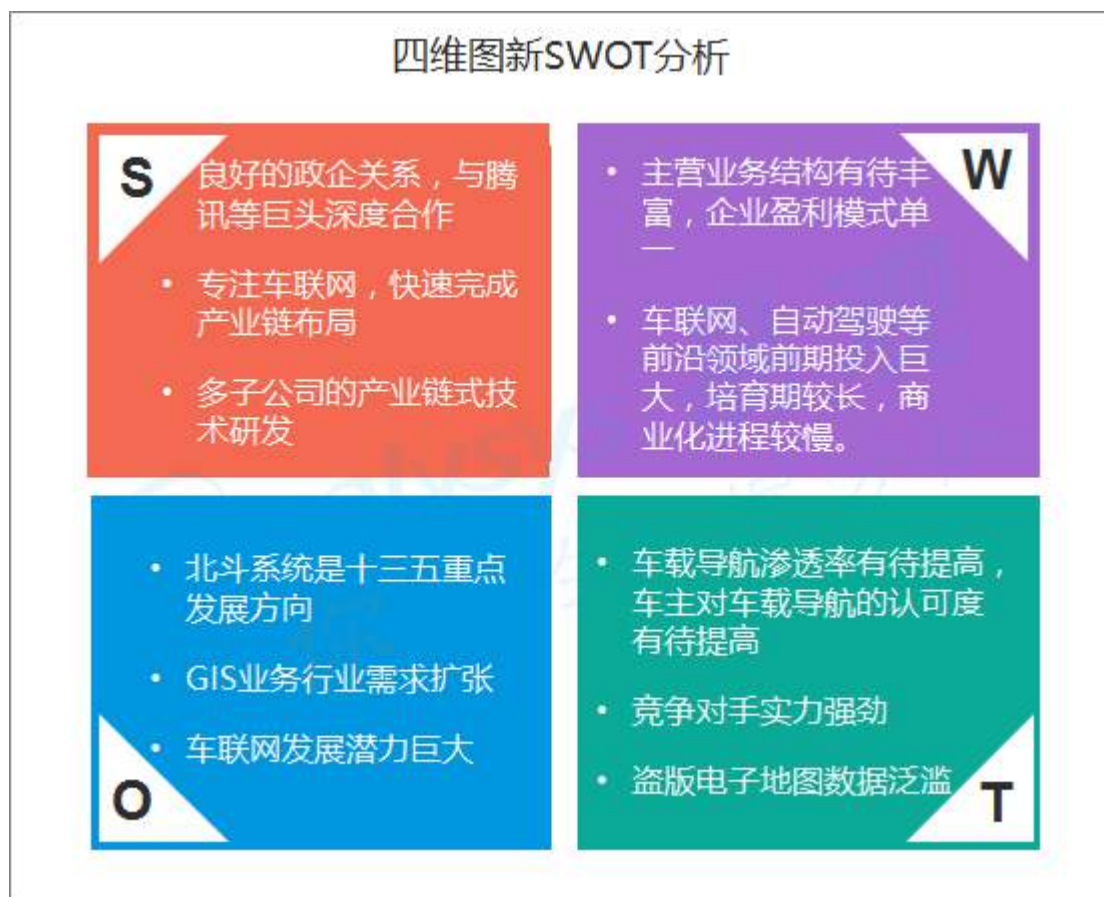 四维图新SWOT分析
S
良好的政企关系，与腾
讯等巨头深度合作
• 专注车联网，快速完成
产业链布局
• 多子公司的产业链式技
术研发
W
• 主营业务结构有待丰
富，企业盈利模式单
一
• 车联网、自动驾驶等
前沿领域前期投入巨
大，培育期较长，商
业化进程较慢。
• 北斗系统是十三五重点
发展方向
• GIS业务行业需求扩张
• 车联网发展潜力巨大
O
• 车载导航渗透率有待提高，
车主对车载导航的认可度
有待提高
• 竞争对手实力强劲
• 盗版电子地图数据泛滥
T